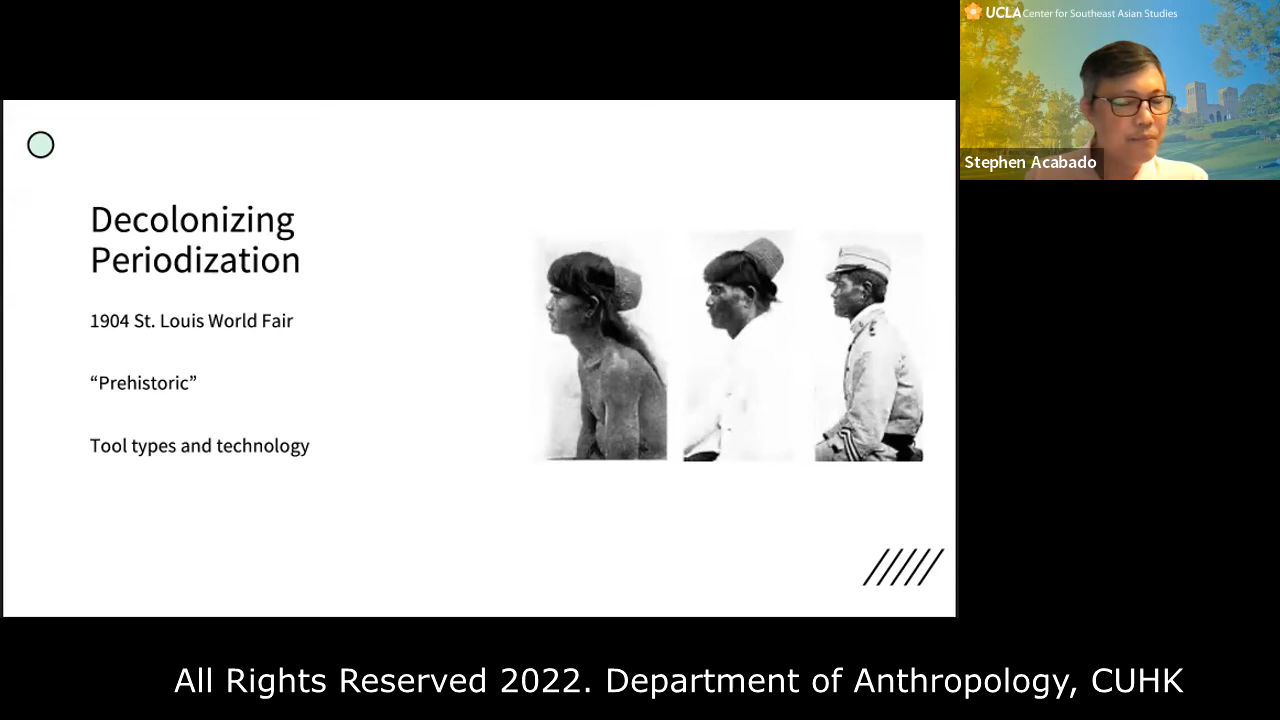 UCLA Center for Southeast Asian Studies
Stephen Acabado
Decolonizing
Periodization
1904 St. Louis World Fair
“Prehistoric”
Tool types and technology
All Rights Reserved 2022. Department of Anthropology, CUHK